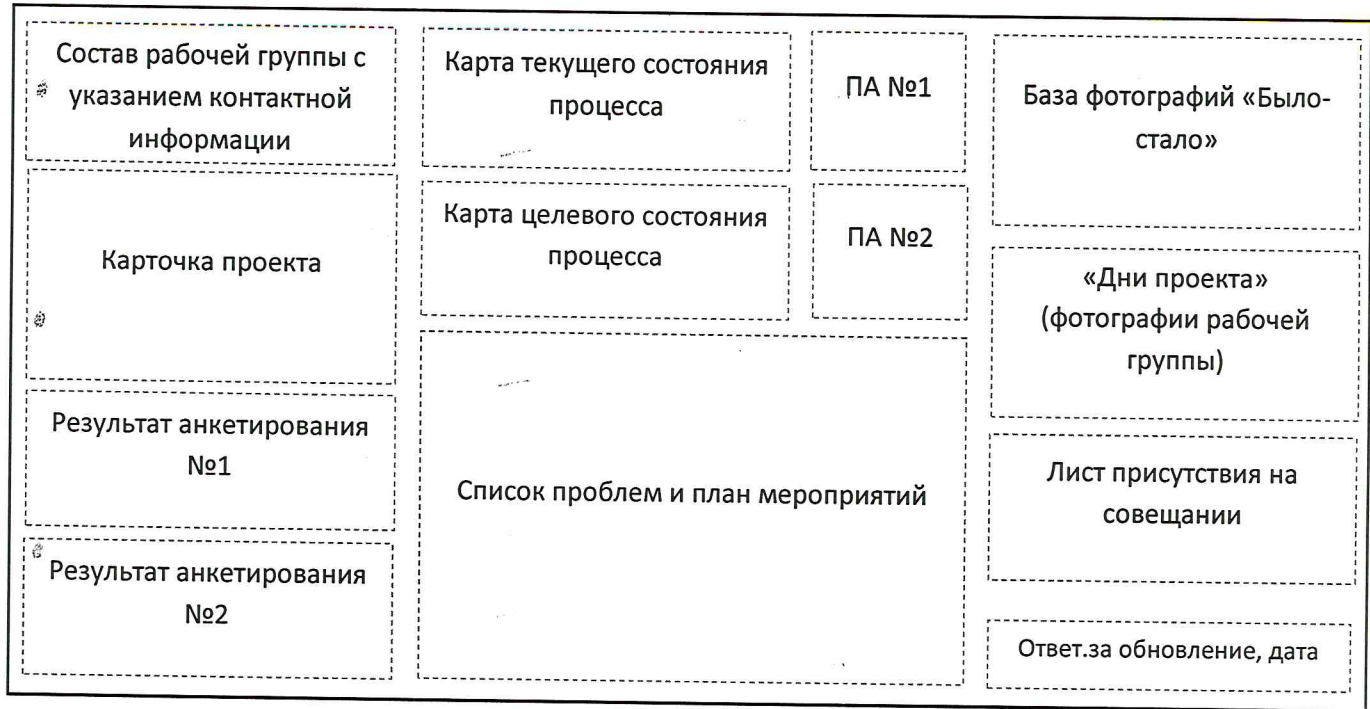 Состав рабочей группы с
указанием контактной
информации
Карточка проекта
Результат анкетирования
№1
Результат анкетирования
№2
Карта текущего состояния
процесса
ПА №1
Карта целевого состояния
процесса
ПА №2
Список проблем и план мероприятий
База фотографий «Было-
стало»
«Дни проекта»
(фотографии рабочей
группы)
Лист присутствия на
совещании
Ответ.за обновление, дата